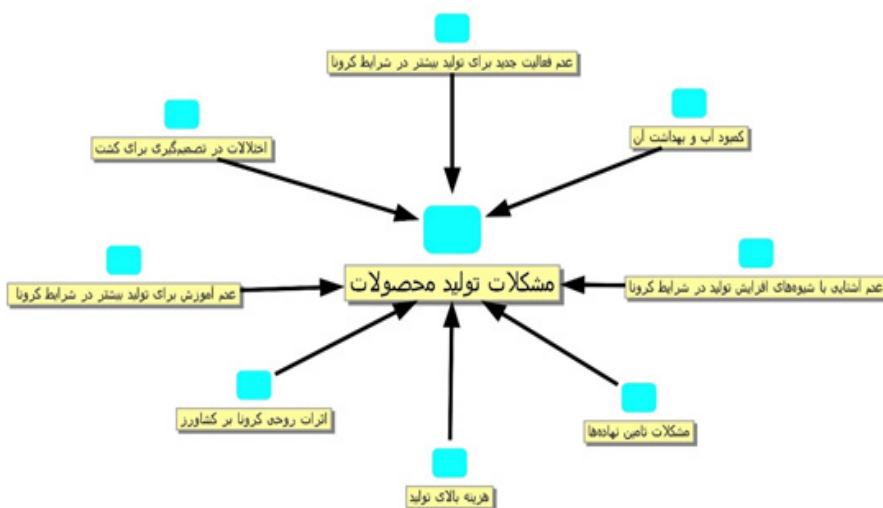 عدم فعالیت جدید برای تولید بیشتر در شرایط کرونا
کمبود آب و بهداشت آن
اختلالات در تصمیم‌گیری برای کشت
مشکلات تولید محصولات
عدم آشنایی با شیوه‌های افزایش تولید در شرایط کرونا
عدم آموزش برای تولید بیشتر در شرایط کرونا
اثرات روحی کرونا بر کشاورز
مشکلات تامین نهاده‌ها
هزینه بالای تولید